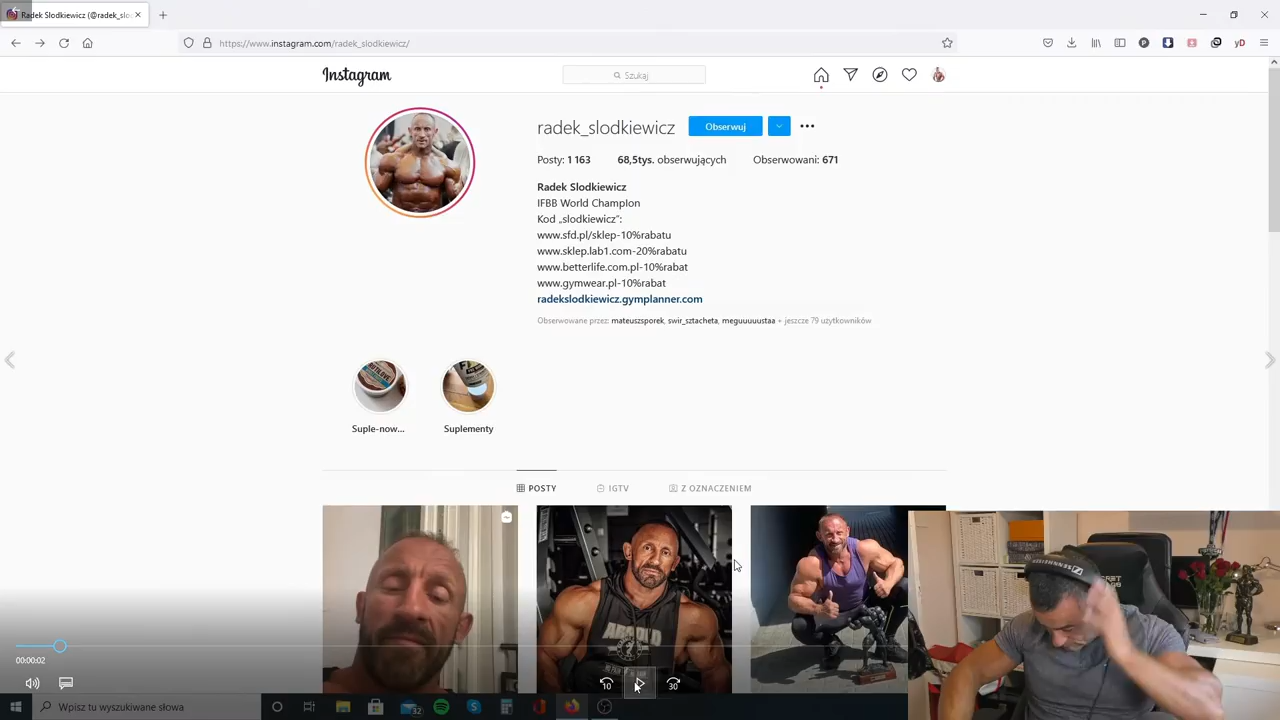 Radek Slodkiewicz (@radek_slo
https://www.instagram.com/radek_slodkiewicz/
Instagram
Szukaj
radek_slodkiewicz
Obserwuj
Posty: 1 163
68,5tys. obserwujących
Obserwowani: 671
Radek Slodkiewicz
IFBB World Champion
Kod „slodkiewicz":
www.sfd.pl/sklep-10%rabatu
www.sklep.lab1.com-20%rabatu
www.betterlife.com.pl-10%rabat
www.gymwear.pl-10%rabat
radekslodkiewicz.gymplanner.com
Obserwowane przez: mateuszsporek, swir_sztacheta, meguuuuustaa + jeszcze 79 użytkowników
Suple-now...
Suplementy
POSTY
IGTV
Z OZNACZENIEM
00:00:02
10
30
Wpisz tu wyszukiwane słowa
32